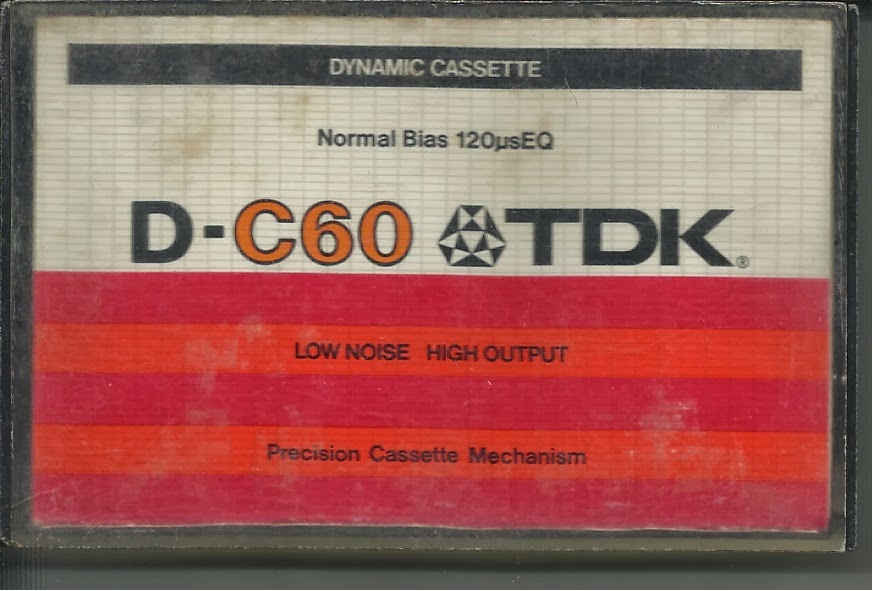 DYNAMIC CASSETTE
Normal Bias 120µsEQ
D-C60 TDK®
LOW NOISE HIGH OUTPUT
Precision Cassette Mechanism